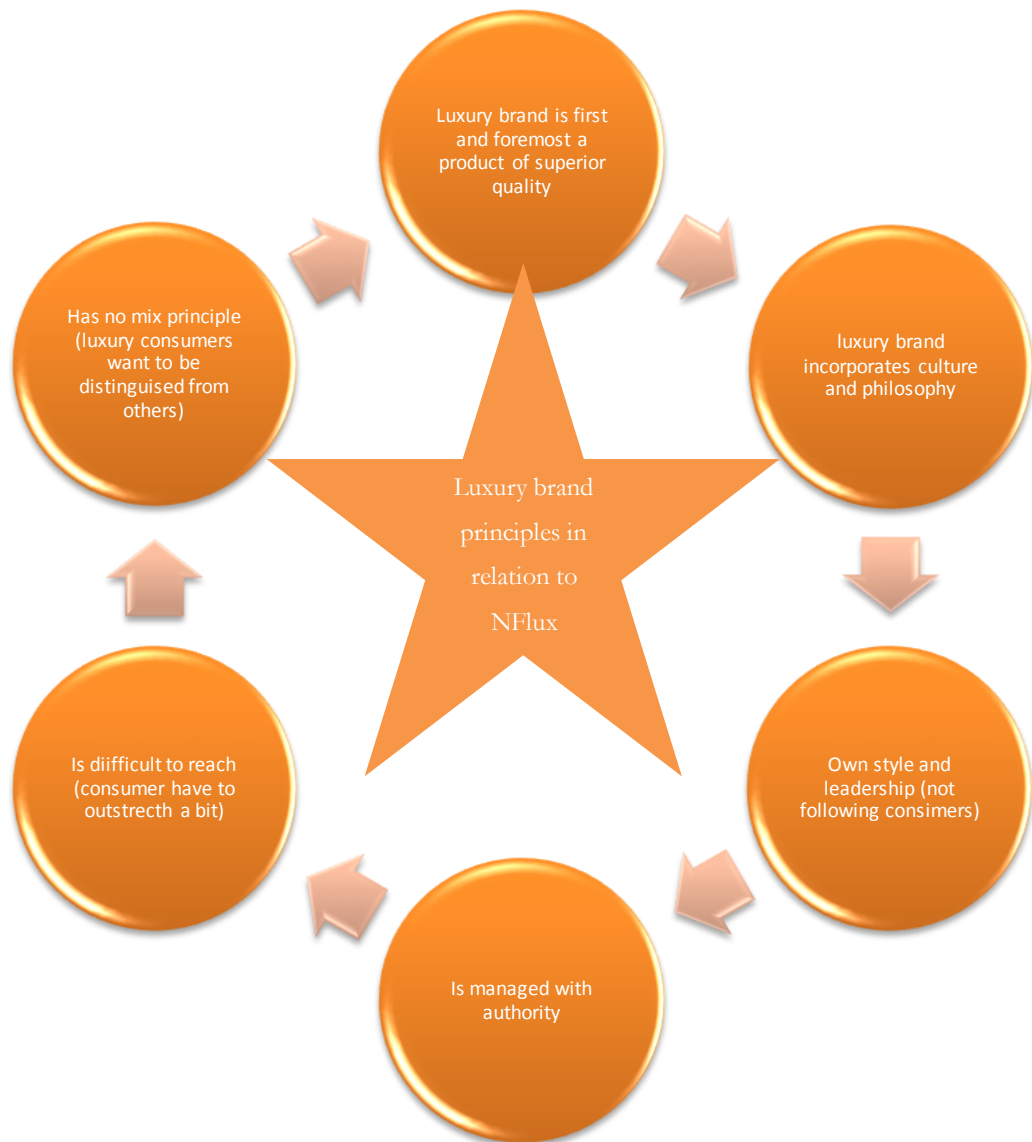 Luxury brand is first
and foremost a
product of superior
quality
luxury brand
incorporates culture
and philosophy
Own style and
leadership (not
following consimers)
Is managed with
authority
Is diifficult to reach
(consumer have to
outstrecth a bit)
Has no mix principle
(luxury consumers
want to be
distinguised from
others)
Luxury brand
principles in
relation to
NFlux